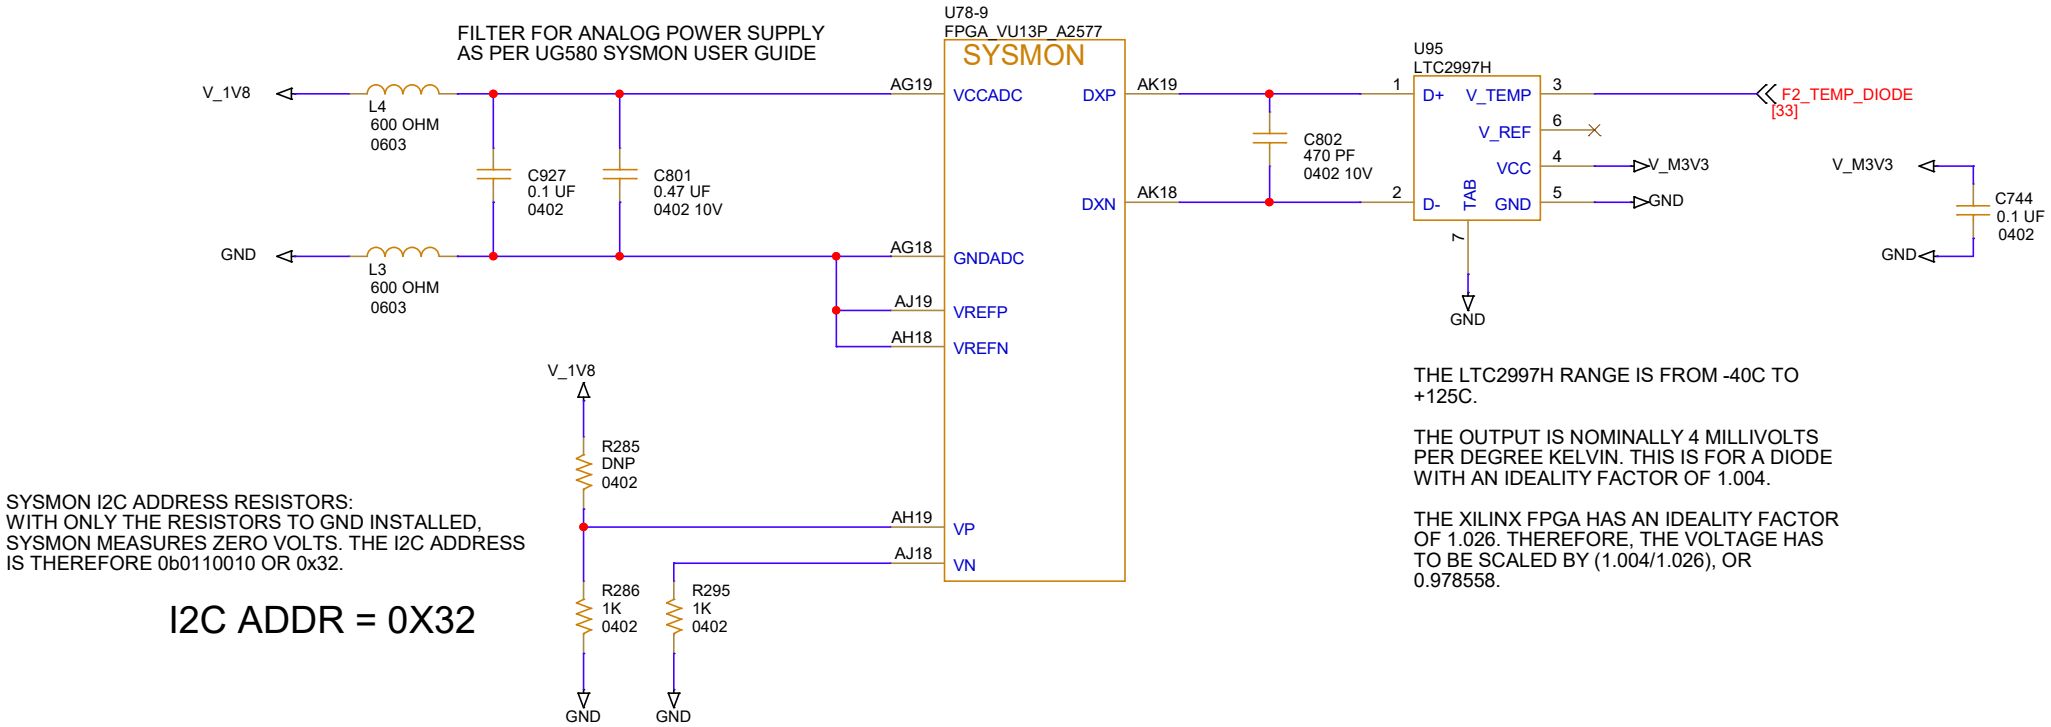 FILTER FOR ANALOG POWER SUPPLY
AS PER UG580 SYSMON USER GUIDE
U78-9
FPGA_VU13P_A2577
SYSMON
V_1V8
L4
600 OHM
0603
C927
0.1 UF
0402
C801
0.47 UF
0402 10V
GND
L3
600 OHM
0603
AG19
VCCADC
AG18
GNDADC
AJ19
VREFP
AH18
VREFN
AH19
VP
AJ18
VN
DXP
AK19
DXN
AK18
C802
470 PF
0402 10V
U95
LTC2997H
1
D+
2
D-
V_TEMP
3
V_REF
6
VCC
4
GND
5
TAB
7
GND
F2_TEMP_DIODE
[33]
V_M3V3
GND
V_M3V3
C744
0.1 UF
0402
GND
V_1V8
R285
DNP
0402
R286
1K
0402
GND
R295
1K
0402
GND
SYSMON I2C ADDRESS RESISTORS:
WITH ONLY THE RESISTORS TO GND INSTALLED,
SYSMON MEASURES ZERO VOLTS. THE I2C ADDRESS
IS THEREFORE 0b0110010 OR 0x32.
I2C ADDR = 0X32
THE LTC2997H RANGE IS FROM -40C TO
+125C.
THE OUTPUT IS NOMINALLY 4 MILLIVOLTS
PER DEGREE KELVIN. THIS IS FOR A DIODE
WITH AN IDEALITY FACTOR OF 1.004.
THE XILINX FPGA HAS AN IDEALITY FACTOR
OF 1.026. THEREFORE, THE VOLTAGE HAS
TO BE SCALED BY (1.004/1.026), OR
0.978558.